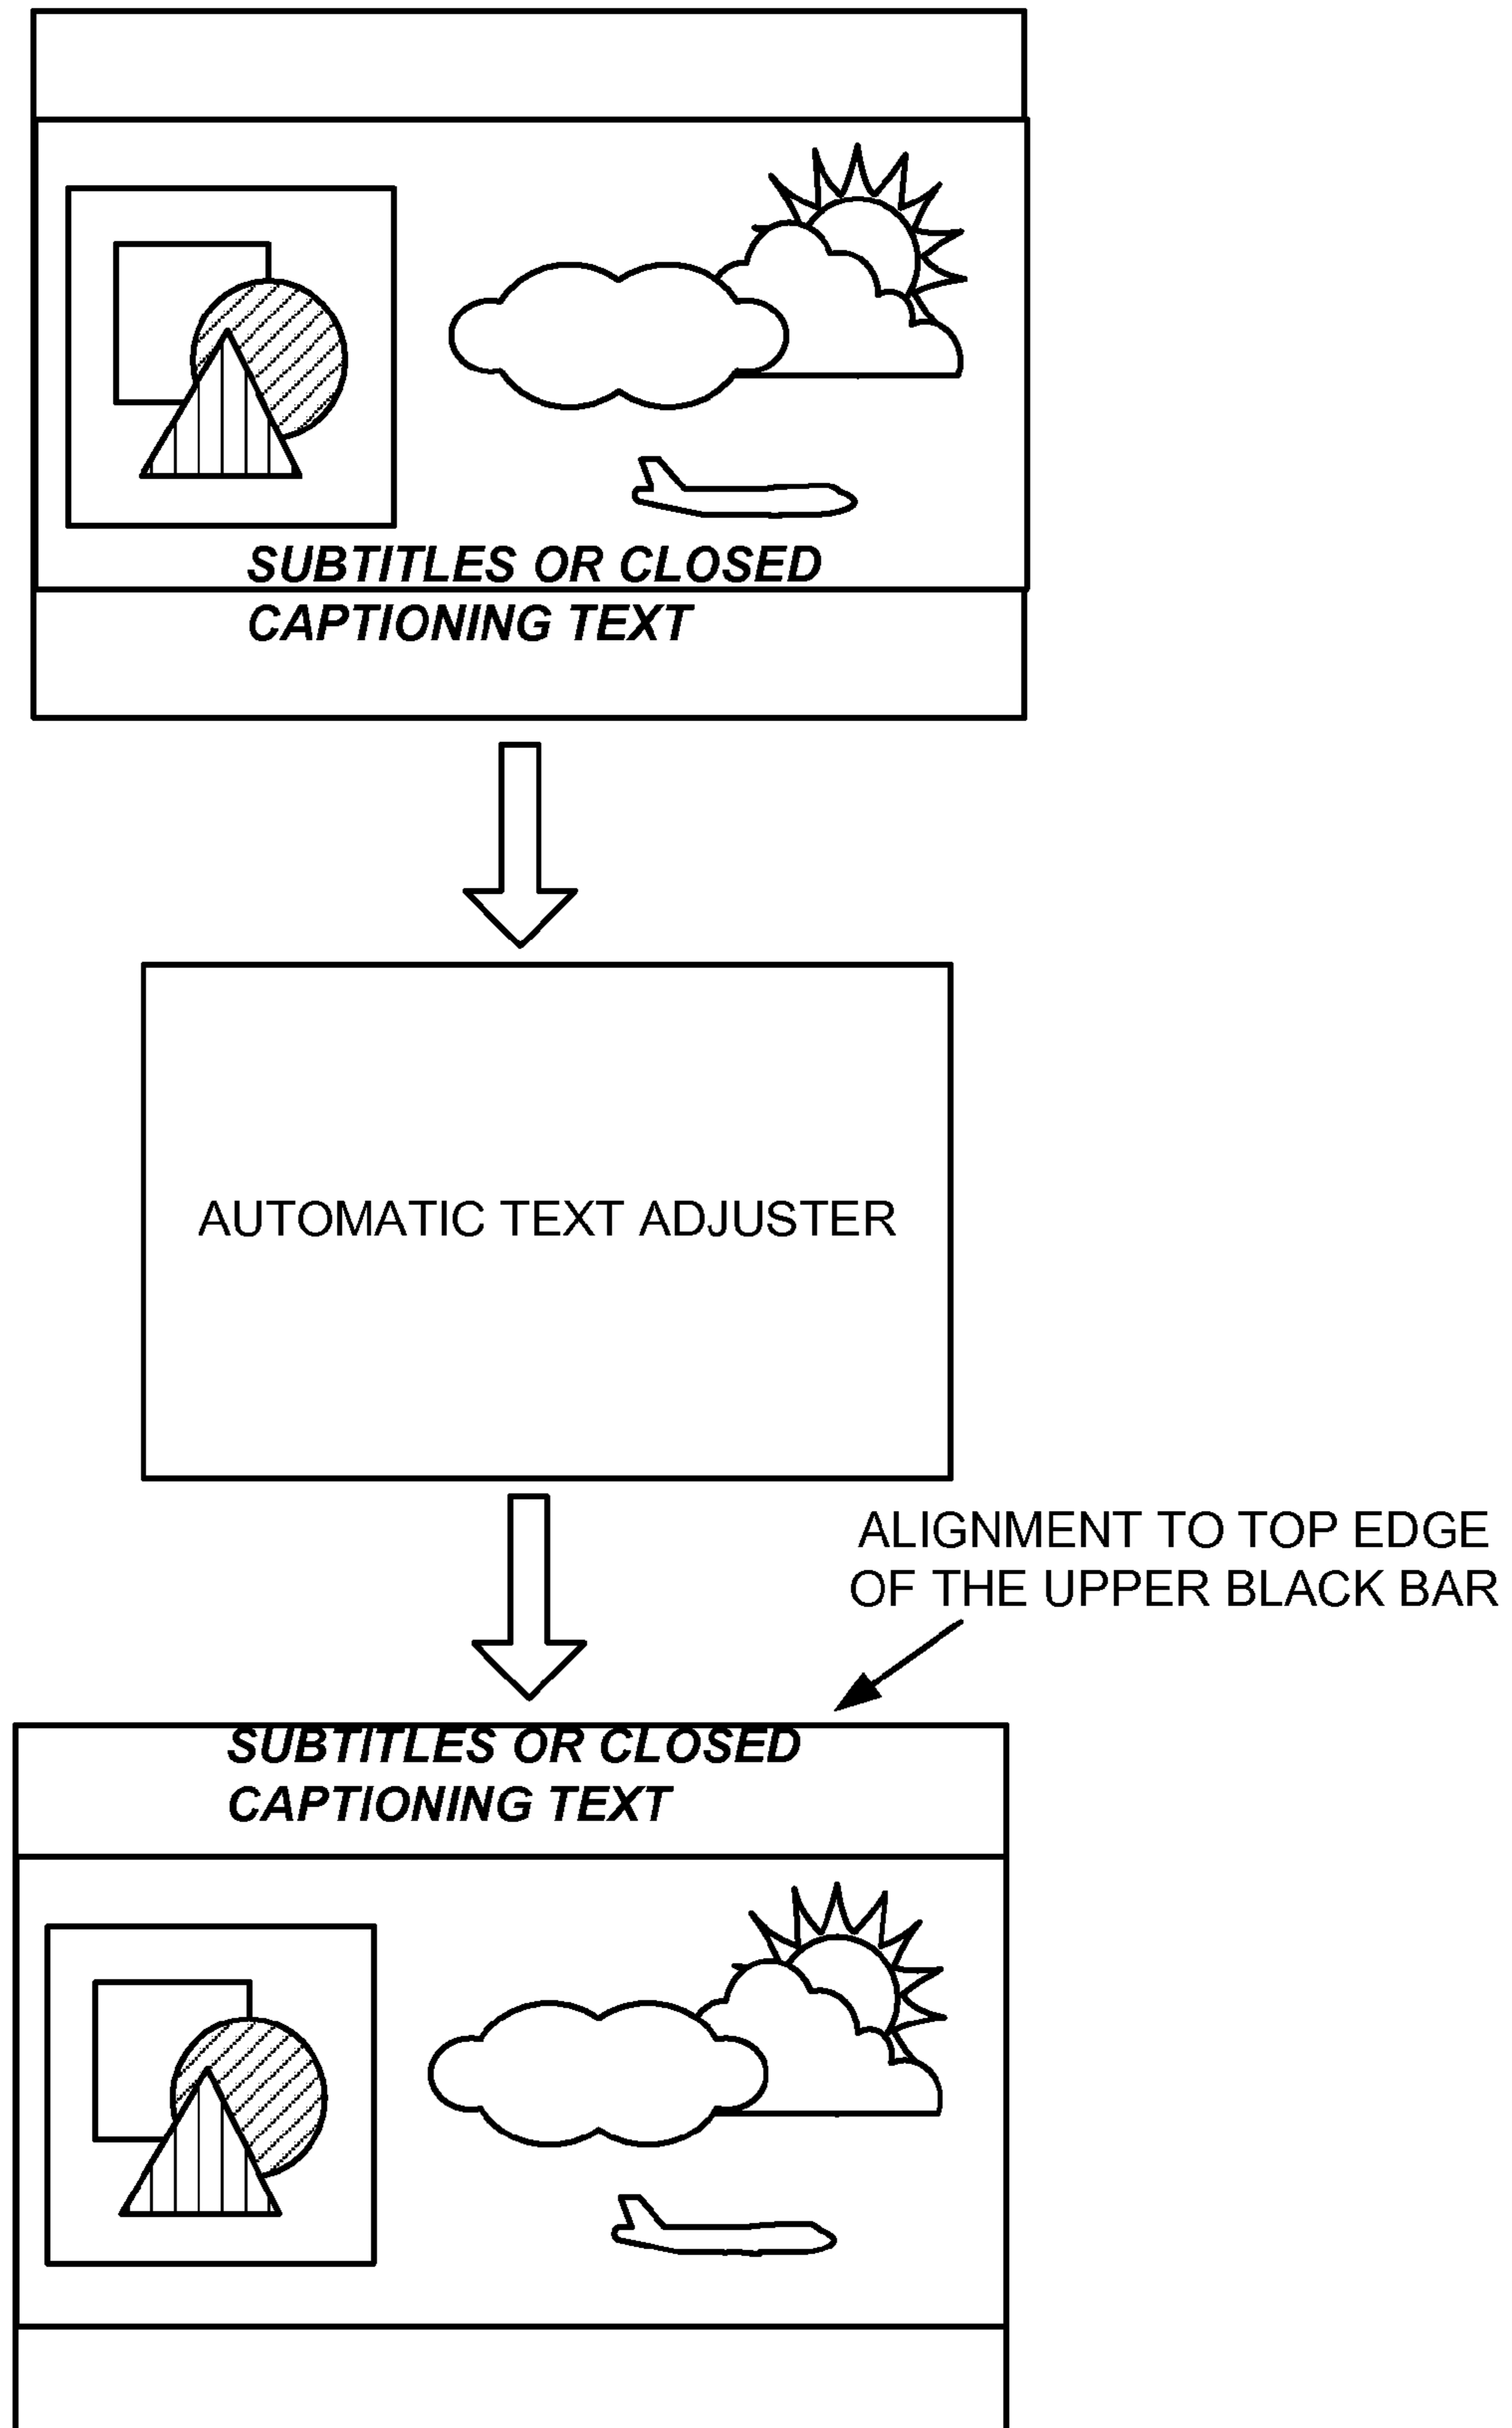 SUBTITLES OR CLOSED
CAPTIONING TEXT
AUTOMATIC TEXT ADJUSTER
ALIGNMENT TO TOP EDGE
OF THE UPPER BLACK BAR
SUBTITLES OR CLOSED
CAPTIONING TEXT